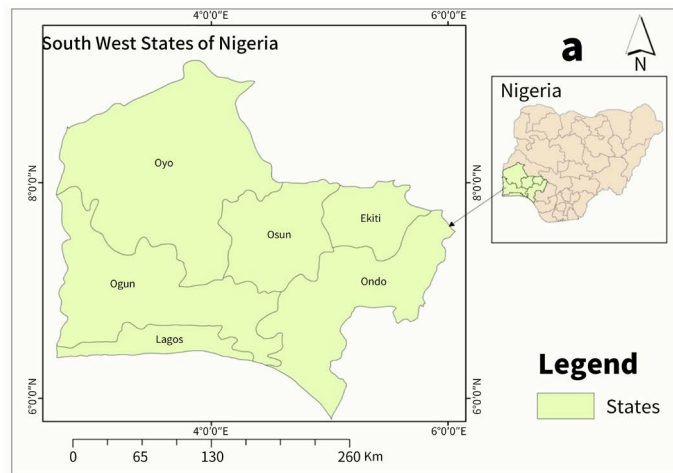 4°0'0"E
6°0'0"E
South West States of Nigeria
a
N
Nigeria
Oyo
8°0'0"N
8°0'0"N
Ekiti
Osun
Ogun
Ondo
Lagos
Legend
States
6°0'0"N
6°0'0"N
4°0'0"E
6°0'0"E
0 65 130 260 Km